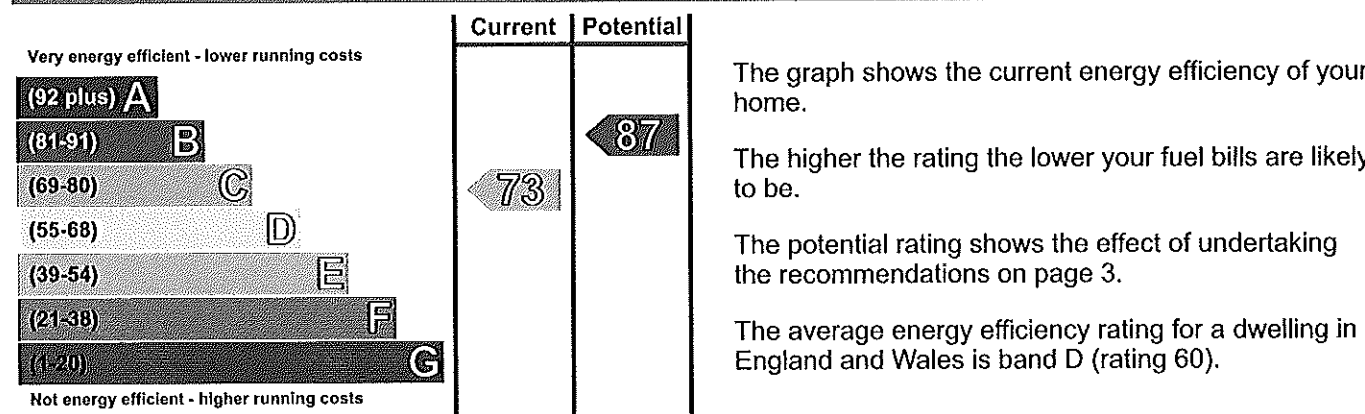 Current Potential
Very energy efficient - lower running costs
(92 plus) A
(81-91) B
(69-80) C
(55-68) D
(39-54) E
(21-38) F
(1-20) G
Not energy efficient - higher running costs
87
73
The graph shows the current energy efficiency of your
home.
The higher the rating the lower your fuel bills are likely
to be.
The potential rating shows the effect of undertaking
the recommendations on page 3.
The average energy efficiency rating for a dwelling in
England and Wales is band D (rating 60).